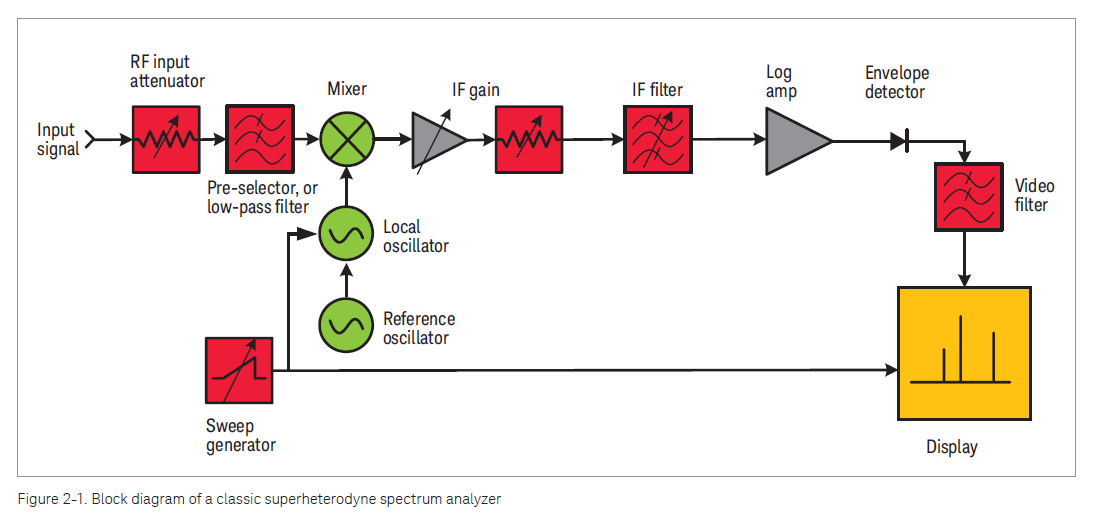 RF input
attenuator
Mixer
IF gain
IF filter
Log
amp
Envelope
detector
Input
signal
Pre-selector, or
low-pass filter
Video
filter
Local
oscillator
Reference
oscillator
Sweep
generator
Display
Figure 2-1. Block diagram of a classic superheterodyne spectrum analyzer